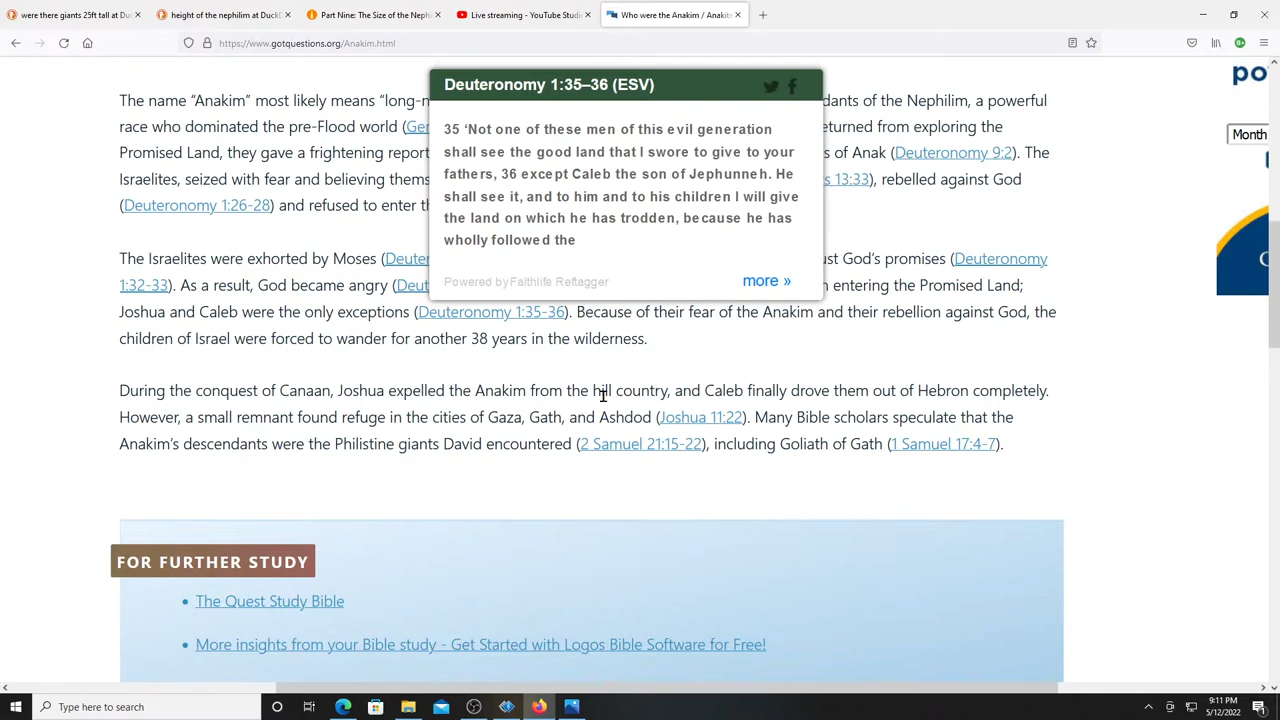 were there giants 25ft tall at Duck
height of the nephilim at DuckD
Part Nine: The Size of the Neph
Live streaming - YouTube Studi
Who were the Anakim / Anakite
https://www.gotquestions.org/Anakim.html
Deuteronomy 1:35–36 (ESV)
35 ‘Not one of these men of this evil generation
shall see the good land that I swore to give to your
fathers, 36 except Caleb the son of Jephunneh. He
shall see it, and to him and to his children I will give
the land on which he has trodden, because he has
wholly followed the
Powered by Faithlife Reftagger
more »
The name “Anakim” most likely means “long-n dants of the Nephilim, a powerful
race who dominated the pre-Flood world (Ge eturned from exploring the
Promised Land, they gave a frightening report s of Anak (Deuteronomy 9:2). The
Israelites, seized with fear and believing thems s 13:33), rebelled against God
(Deuteronomy 1:26-28) and refused to enter th
The Israelites were exhorted by Moses (Deuter ust God’s promises (Deuteronomy
1:32-33). As a result, God became angry (Deut n entering the Promised Land;
Joshua and Caleb were the only exceptions (Deuteronomy 1:35-36). Because of their fear of the Anakim and their rebellion against God, the
children of Israel were forced to wander for another 38 years in the wilderness.
During the conquest of Canaan, Joshua expelled the Anakim from the hill country, and Caleb finally drove them out of Hebron completely.
However, a small remnant found refuge in the cities of Gaza, Gath, and Ashdod (Joshua 11:22). Many Bible scholars speculate that the
Anakim’s descendants were the Philistine giants David encountered (2 Samuel 21:15-22), including Goliath of Gath (1 Samuel 17:4-7).
po
Month
FOR FURTHER STUDY
• The Quest Study Bible
• More insights from your Bible study - Get Started with Logos Bible Software for Free!
Type here to search
9:11 PM
5/12/2022